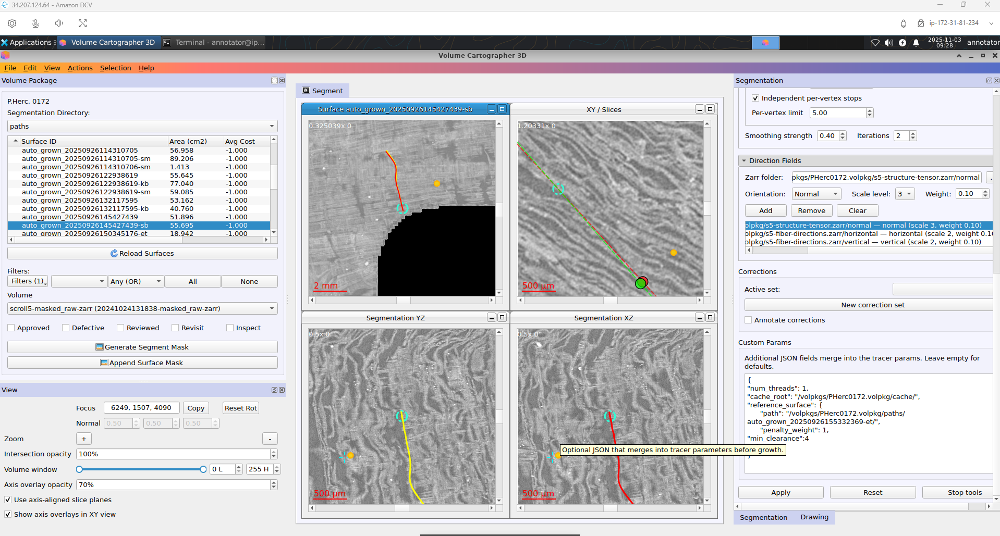 34.207.124.64 - Amazon DCV
ip-172-31-81-234
Applications
Volume Cartographer 3D
Terminal - annotator@ip...
2025-11-03
09:28
annotator
Volume Cartographer 3D
File Edit View Actions Selection Help
Volume Package
P.Herc. 0172
Segmentation Directory:
paths
Surface ID Area (cm2) Avg Cost
auto_grown_20250926114310705 56.958 -1.000
auto_grown_20250926114310705-sm 89.206 -1.000
auto_grown_20250926114310706-sm 1.413 -1.000
auto_grown_20250926122938619 55.645 -1.000
auto_grown_20250926122938619-kb 77.040 -1.000
auto_grown_20250926122938619-sm 59.085 -1.000
auto_grown_20250926132117595 53.162 -1.000
auto_grown_20250926132117595-kb 40.760 -1.000
auto_grown_20250926145427439 51.896 -1.000
auto_grown_20250926145427439-sb 55.695 -1.000
auto_grown_20250926150345176-et 18.942 -1.000
Reload Surfaces
Filters:
Filters (1) Any (OR) All None
Volume
scroll5-masked_raw-zarr (20241024131838-masked_raw-zarr)
Approved Defective Reviewed Revisit Inspect
Generate Segment Mask
Append Surface Mask
View
Focus 6249, 1507, 4090 Copy Reset Rot
Normal 0.50 0.50 0.50
Zoom + -
Intersection opacity 100%
Volume window 0 L 255 H
Axis overlay opacity 70%
Use axis-aligned slice planes
Show axis overlays in XY view
Segment
Surface auto_grown_20250926145427439-sb
0.325039x 0
2 mm
XY / Slices
1.20331x 0
500 µm
Segmentation YZ
0.5x 0
500 µm
Segmentation XZ
0.5x 0
500 µm
Optional JSON that merges into tracer parameters before growth.
Segmentation
Independent per-vertex stops
Per-vertex limit 5.00
Smoothing strength 0.40 Iterations 2
Direction Fields
Zarr folder: pkgs/PHerc0172.volpkg/s5-structure-tensor.zarr/normal
Orientation: Normal Scale level: 3 Weight: 0.10
Add Remove Clear
olpkg/s5-structure-tensor.zarr/normal — normal (scale 3, weight 0.10)
olpkg/s5-fiber-directions.zarr/horizontal — horizontal (scale 2, weight 0.10
olpkg/s5-fiber-directions.zarr/vertical — vertical (scale 2, weight 0.10)
Corrections
Active set:
New correction set
Annotate corrections
Custom Params
Additional JSON fields merge into the tracer params. Leave empty for
defaults.
{
"num_threads": 1,
"cache_root": "/volpkgs/PHerc0172.volpkg/cache/",
"reference_surface": {
"path": "/volpkgs/PHerc0172.volpkg/paths/
auto_grown_20250926155332369-et/",
"penalty_weight": 1,
"min_clearance":4
}
Apply Reset Stop tools
Segmentation Drawing